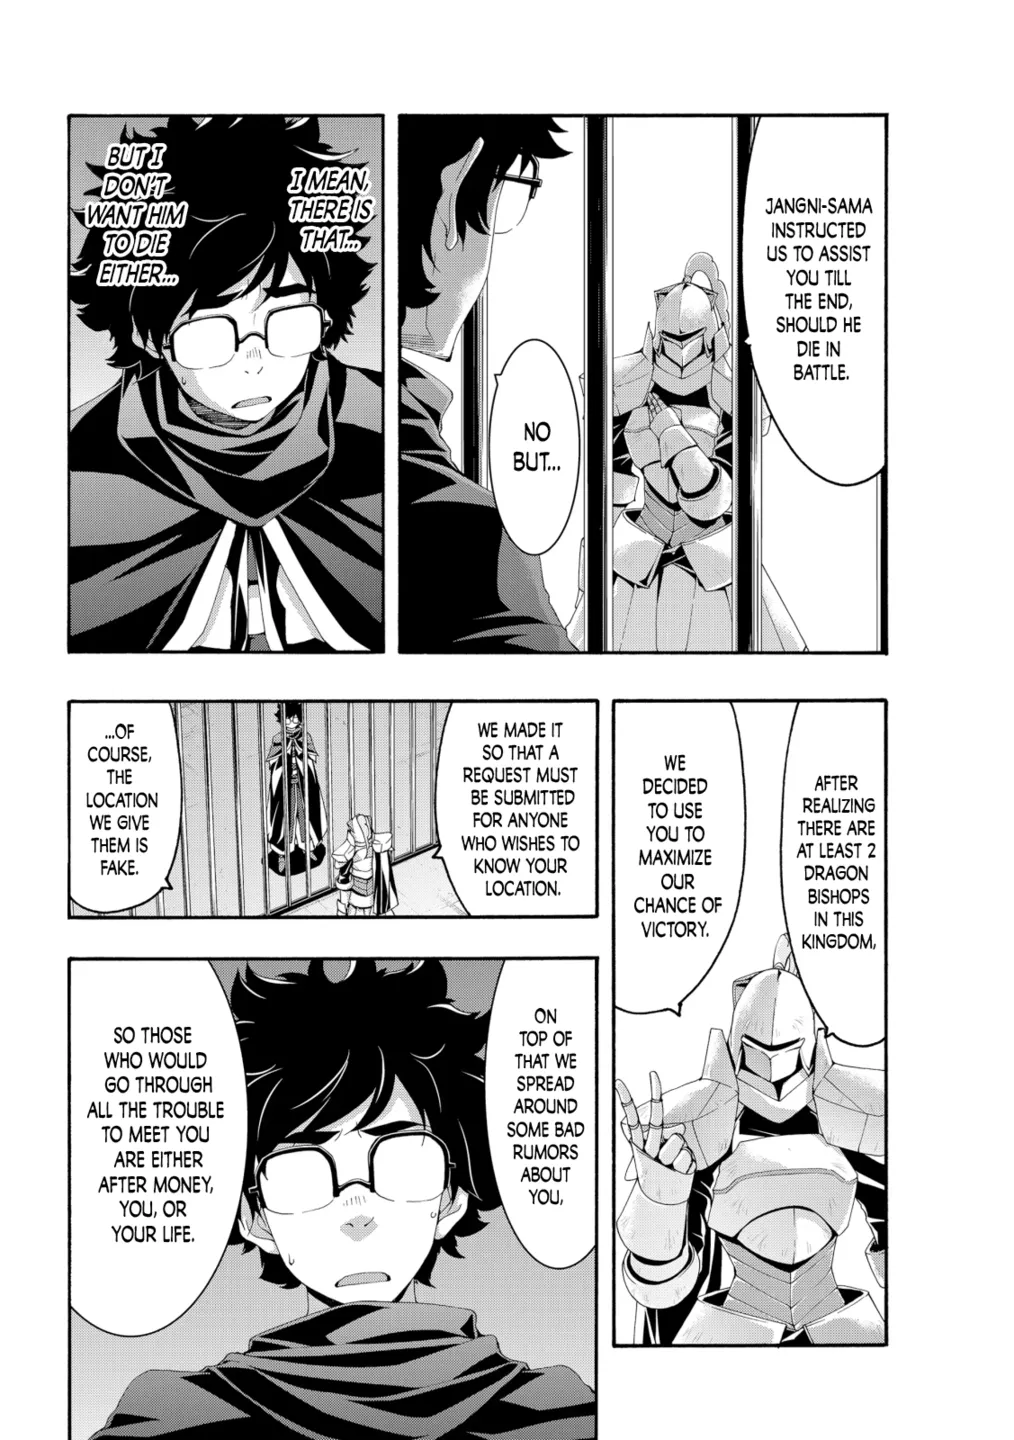 JANGNI-SAMA
INSTRUCTED
US TO ASSIST
YOU TILL
THE END,
SHOULD HE
DIE IN
BATTLE.
NO
BUT...
I MEAN,
THERE IS
THAT...
BUT I
DON'T
WANT HIM
TO DIE
EITHER...
AFTER
REALIZING
THERE ARE
AT LEAST 2
DRAGON
BISHOPS
IN THIS
KINGDOM,
WE
DECIDED
TO USE
YOU TO
MAXIMIZE
OUR
CHANCE OF
VICTORY.
WE MADE IT
SO THAT A
REQUEST MUST
BE SUBMITTED
FOR ANYONE
WHO WISHES TO
KNOW YOUR
LOCATION.
...OF
COURSE,
THE
LOCATION
WE GIVE
THEM IS
FAKE.
ON
TOP OF
THAT WE
SPREAD
AROUND
SOME BAD
RUMORS
ABOUT
YOU,
SO THOSE
WHO WOULD
GO THROUGH
ALL THE TROUBLE
TO MEET YOU
ARE EITHER
AFTER MONEY,
YOU, OR
YOUR LIFE.